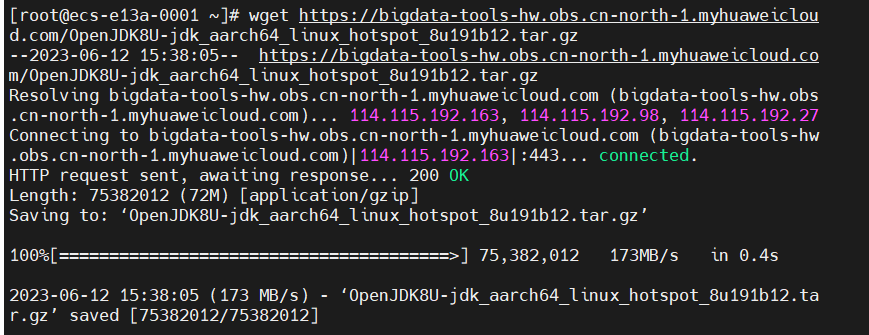 [root@ecs-e13a-0001 ~]# wget https://bigdata-tools-hw.obs.cn-north-1.myhuaweiclou
d.com/OpenJDK8U-jdk_aarch64_linux_hotspot_8u191b12.tar.gz
--2023-06-12 15:38:05--  https://bigdata-tools-hw.obs.cn-north-1.myhuaweicloud.co
m/OpenJDK8U-jdk_aarch64_linux_hotspot_8u191b12.tar.gz
Resolving bigdata-tools-hw.obs.cn-north-1.myhuaweicloud.com (bigdata-tools-hw.obs
.cn-north-1.myhuaweicloud.com)... 114.115.192.163, 114.115.192.98, 114.115.192.27
Connecting to bigdata-tools-hw.obs.cn-north-1.myhuaweicloud.com (bigdata-tools-hw
.obs.cn-north-1.myhuaweicloud.com)|114.115.192.163|:443... connected.
HTTP request sent, awaiting response... 200 OK
Length: 75382012 (72M) [application/gzip]
Saving to: ‘OpenJDK8U-jdk_aarch64_linux_hotspot_8u191b12.tar.gz’
100%[=======================================>] 75,382,012   173MB/s   in 0.4s
2023-06-12 15:38:05 (173 MB/s) - ‘OpenJDK8U-jdk_aarch64_linux_hotspot_8u191b12.ta
r.gz’ saved [75382012/75382012]